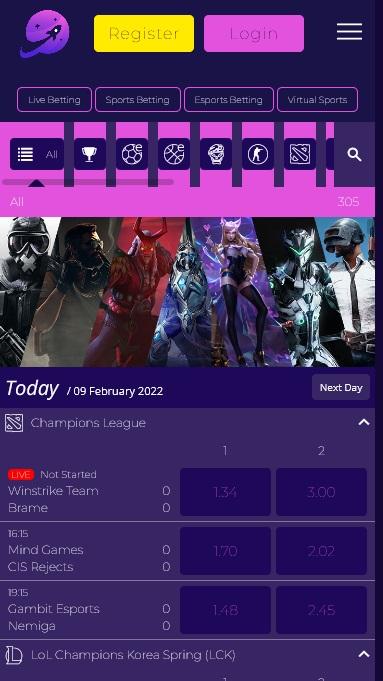 Register Login
Live Betting Sports Betting Esports Betting Virtual Sports
All
All 305
Today / 09 February 2022 Next Day
Champions League
1 2
LIVE Not Started
Winstrike Team 0 1.34 3.00
Brame 0
16:15
Mind Games 0 1.70 2.02
CIS Rejects 0
19:15
Gambit Esports 0 1.48 2.45
Nemiga 0
LoL Champions Korea Spring (LCK)
1 2